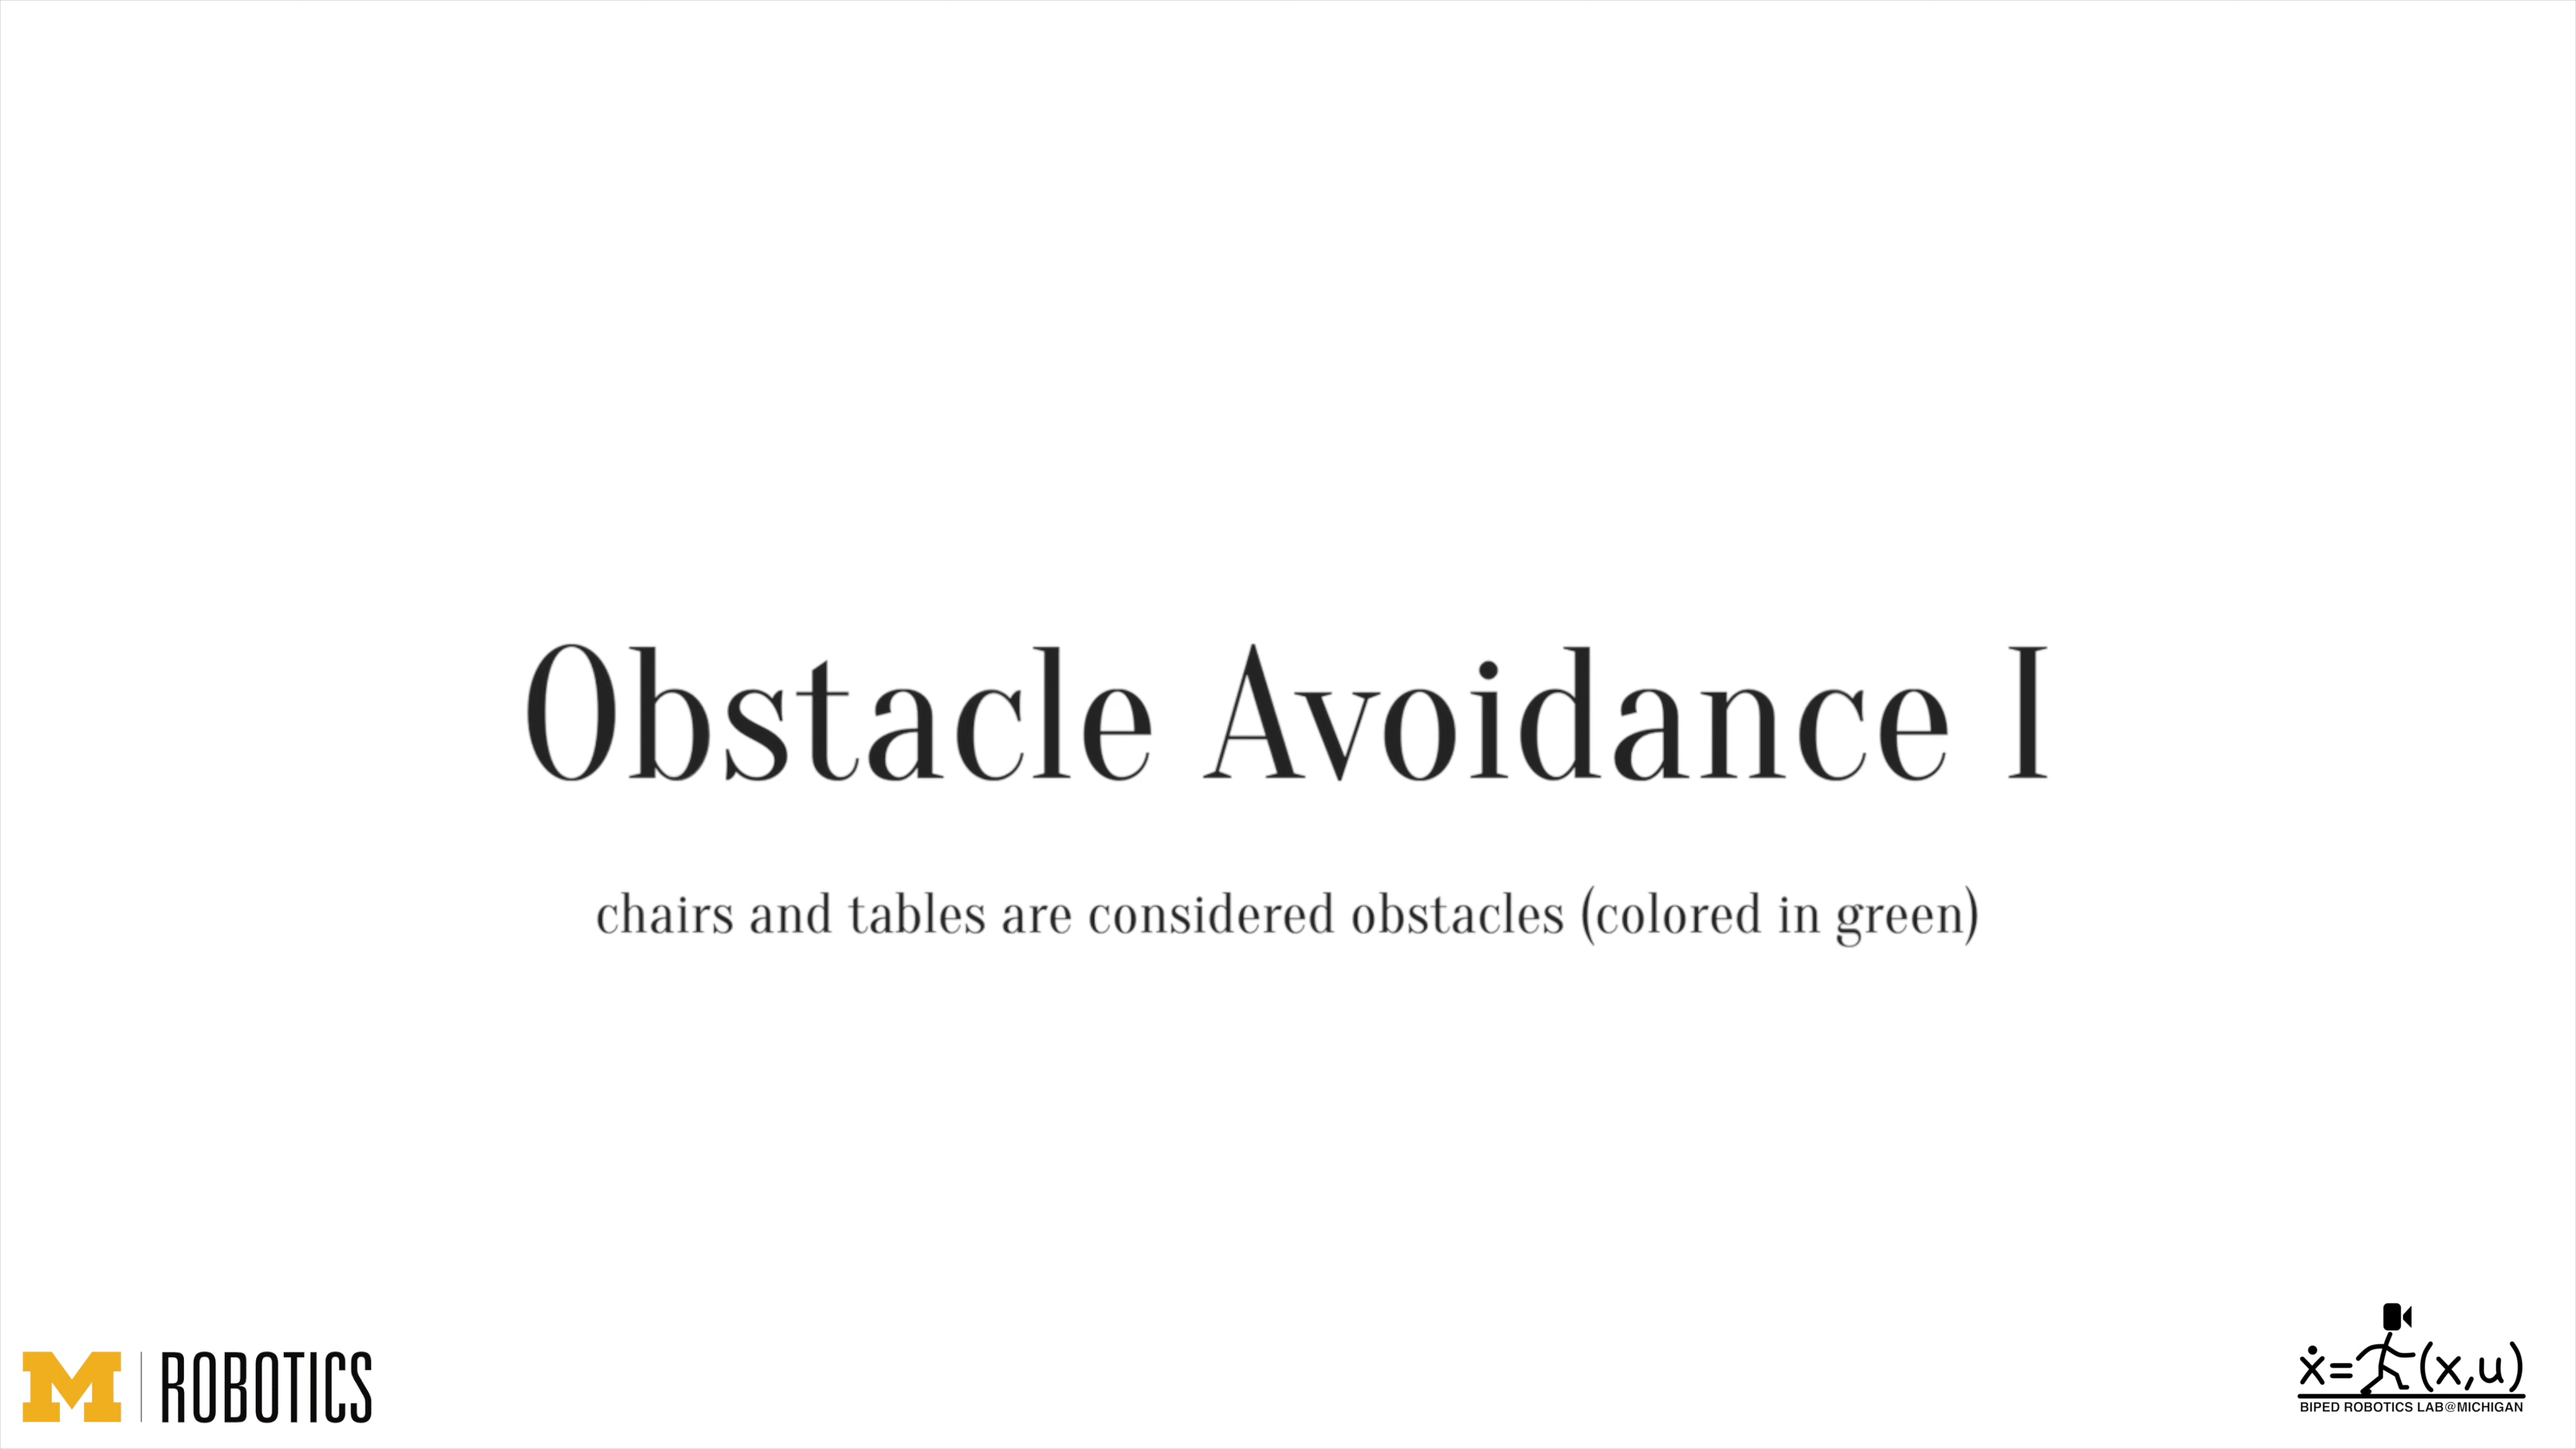 Obstacle Avoidance I
chairs and tables are considered obstacles (colored in green)
M ROBOTICS
ẋ= (x,u)
BIPED ROBOTICS LAB@MICHIGAN